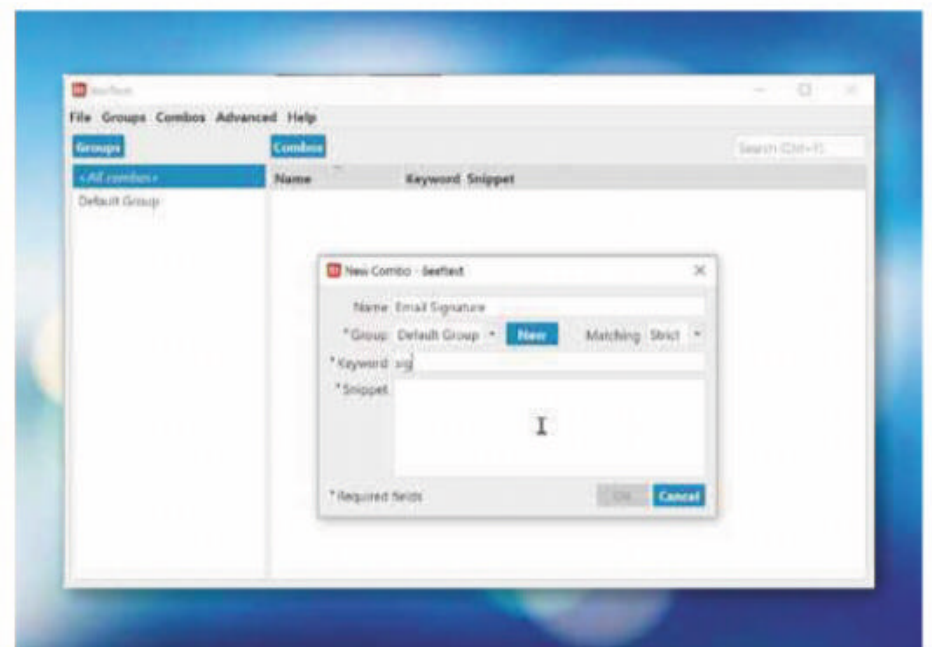 Beeftext
File Groups Combos Advanced Help
Groups Combos Search (Ctrl+F)
<All combos> Name Keyword Snippet
Default Group
New Combo - Beeftext
Name Email Signature
*Group Default Group New Matching Strict
*Keyword sig
*Snippet
*Required fields OK Cancel